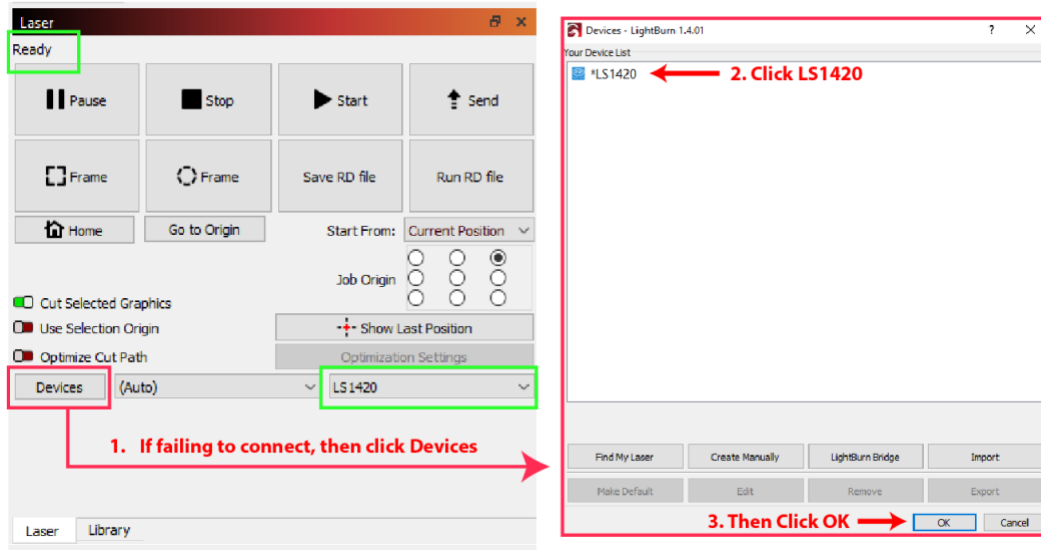 Laser
Ready
Pause
Stop
Start
Send
Frame
Frame
Save RD file
Run RD file
Home
Go to Origin
Start From:
Current Position
Job Origin
Cut Selected Graphics
Use Selection Origin
Show Last Position
Optimize Cut Path
Optimization Settings
Devices
(Auto)
LS1420
1. If failing to connect, then click Devices
Laser
Library
Devices - LightBurn 1.4.01
?
Your Device List
*LS1420
2. Click LS1420
Find My Laser
Create Manually
LightBurn Bridge
Import
Make Default
Edit
Remove
Export
3. Then Click OK
OK
Cancel